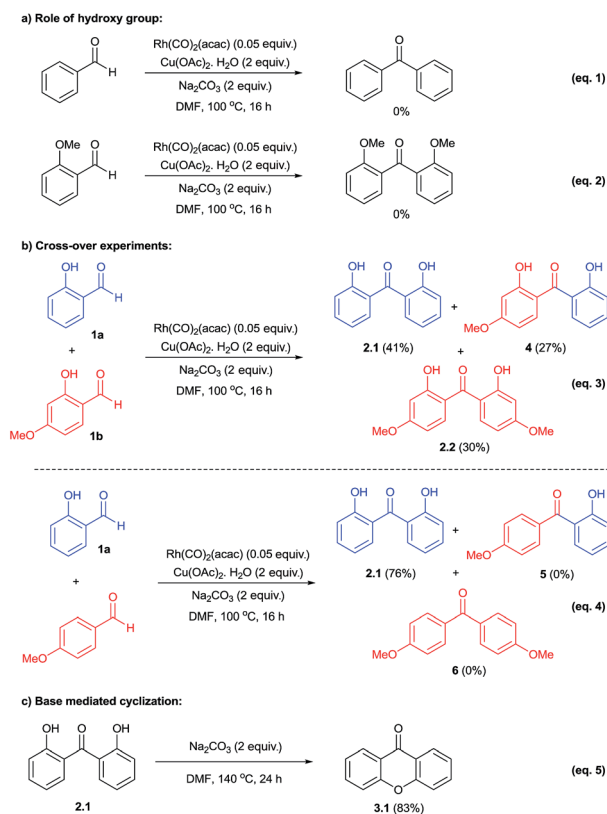 a) Role of hydroxy group:
O
H
Rh(CO)2(acac) (0.05 equiv.)
Cu(OAc)2. H2O (2 equiv.)
Na2CO3 (2 equiv.)
DMF, 100 °C, 16 h
O
0%
(eq. 1)
OMe O
H
Rh(CO)2(acac) (0.05 equiv.)
Cu(OAc)2. H2O (2 equiv.)
Na2CO3 (2 equiv.)
DMF, 100 °C, 16 h
OMe O OMe
0%
(eq. 2)
b) Cross-over experiments:
OH O
H
1a
+
OH O
H
MeO
1b
Rh(CO)2(acac) (0.05 equiv.)
Cu(OAc)2. H2O (2 equiv.)
Na2CO3 (2 equiv.)
DMF, 100 °C, 16 h
OH O OH
2.1 (41%)
+
OH O OH
MeO
4 (27%)
+
OH O OH
MeO OMe
2.2 (30%)
(eq. 3)
OH O
H
1a
+
O
H
MeO
Rh(CO)2(acac) (0.05 equiv.)
Cu(OAc)2. H2O (2 equiv.)
Na2CO3 (2 equiv.)
DMF, 100 °C, 16 h
OH O OH
2.1 (76%)
+
O OH
MeO
5 (0%)
+
O
MeO OMe
6 (0%)
(eq. 4)
c) Base mediated cyclization:
OH O OH
2.1
Na2CO3 (2 equiv.)
DMF, 140 °C, 24 h
O
O
3.1 (83%)
(eq. 5)